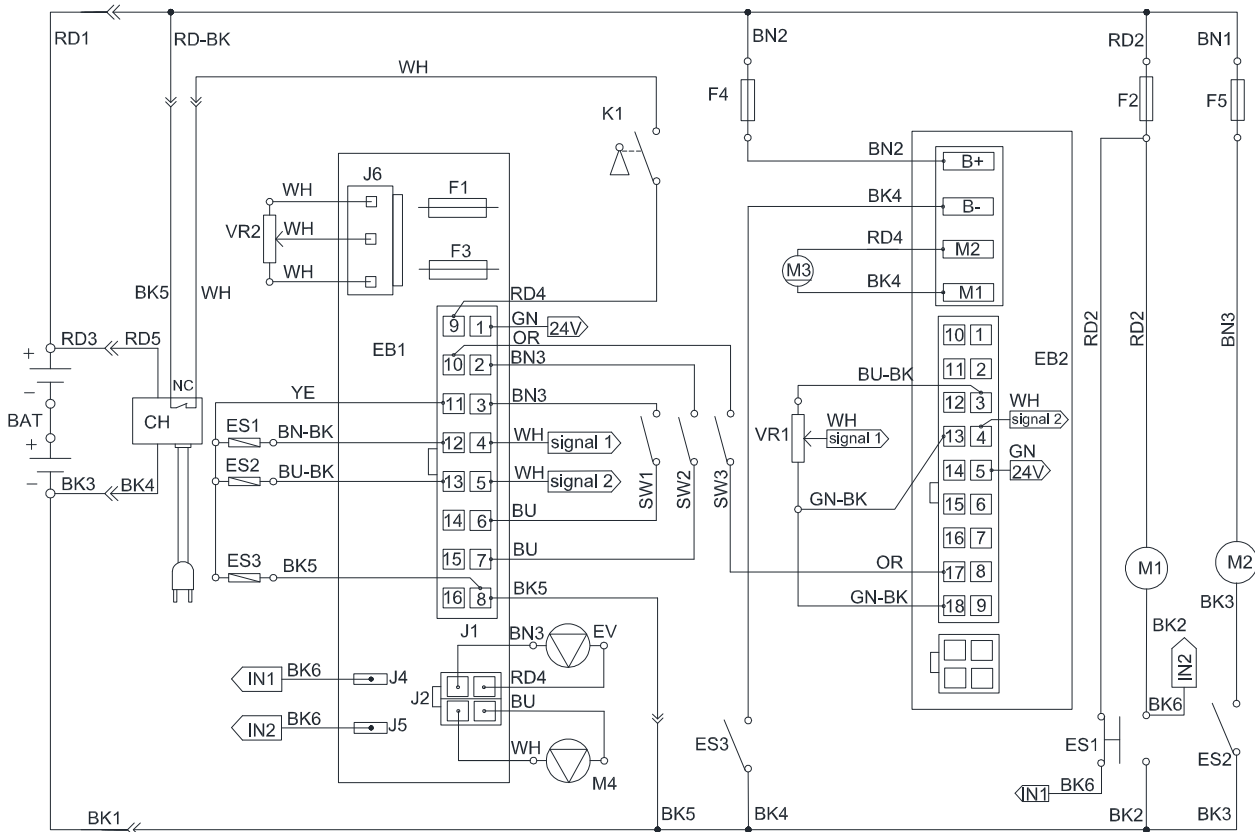 RD1
RD-BK
BN2
RD2
BN1
WH
K1
F4
F2
F5
J6
WH
F1
BN2
B+
VR2
WH
BK4
B-
F3
RD4
M2
WH
M3
BK5
WH
RD4
BK4
M1
9
1
GN
24V
RD3
RD5
OR
10
1
+
EB1
10
2
BN3
RD2
RD2
BN3
EB2
11
2
-
NC
YE
BU-BK
BAT
CH
11
3
BN3
12
3
WH
signal 2
ES1
BN-BK
VR1
WH
signal 1
+
12
4
WH
signal 1
13
4
ES2
BU-BK
GN
24V
-
BK3
BK4
13
5
WH
signal 2
14
5
SW1
SW2
SW3
GN-BK
14
6
BU
15
6
16
7
15
7
BU
ES3
BK5
OR
17
8
M1
M2
16
8
BK5
GN-BK
18
9
BK3
J1
BN3
EV
BK2
IN1
BK6
J4
RD4
IN2
J2
BU
IN2
BK6
J5
BK6
WH
ES3
ES1
ES2
M4
IN1
BK6
BK1
BK5
BK4
BK2
BK3